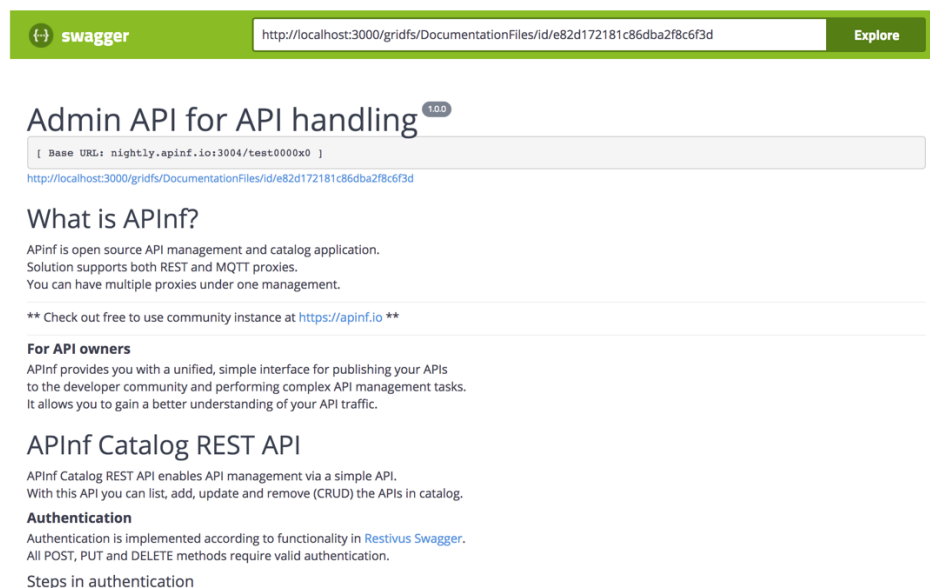 swagger
http://localhost:3000/gridfs/DocumentationFiles/id/e82d172181c86dba2f8c6f3d
Explore
Admin API for API handling 1.0.0
[ Base URL: nightly.apinf.io:3004/test0000x0 ]
http://localhost:3000/gridfs/DocumentationFiles/id/e82d172181c86dba2f8c6f3d
What is APInf?
APinf is open source API management and catalog application.
Solution supports both REST and MQTT proxies.
You can have multiple proxies under one management.
** Check out free to use community instance at https://apinf.io **
For API owners
APInf provides you with a unified, simple interface for publishing your APIs
to the developer community and performing complex API management tasks.
It allows you to gain a better understanding of your API traffic.
APInf Catalog REST API
APInf Catalog REST API enables API management via a simple API.
With this API you can list, add, update and remove (CRUD) the APIs in catalog.
Authentication
Authentication is implemented according to functionality in Restivus Swagger.
All POST, PUT and DELETE methods require valid authentication.
Steps in authentication